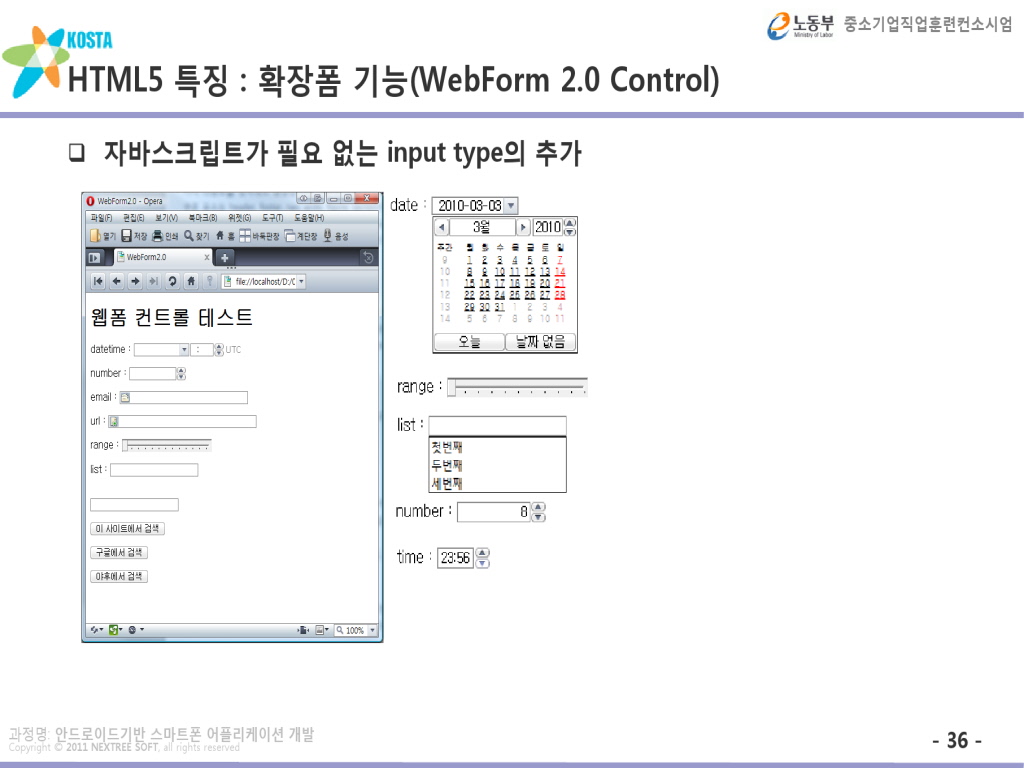 노동부 중소기업직업훈련컨소시엄
Ministry of Labor
KOSTA
HTML5 특징 : 확장폼 기능(WebForm 2.0 Control)
자바스크립트가 필요 없는 input type의 추가
WebForm2.0 - Opera
파일(F) 편집(E) 보기(V) 북마크(B) 위젯(G) 도구(T) 도움말(H)
열기 저장 인쇄 찾기 홈 바둑판창 계단창 음성
WebForm2.0
file://localhost/D:/C
웹폼 컨트롤 테스트
datetime : : UTC
number :
email :
url :
range :
list :
이 사이트에서 검색
구글에서 검색
야후에서 검색
100%
date : 2010-03-03
3월 2010
주간 월 화 수 목 금 토 일
9 1 2 3 4 5 6 7
10 8 9 10 11 12 13 14
11 15 16 17 18 19 20 21
12 22 23 24 25 26 27 28
13 29 30 31 1 2 3 4
14 5 6 7 8 9 10 11
오늘 날짜 없음
range :
list :
첫번째
두번째
세번째
number : 8
time : 23:56
과정명: 안드로이드기반 스마트폰 어플리케이션 개발
Copyright © 2011 NEXTREE SOFT, all rights reserved
- 36 -